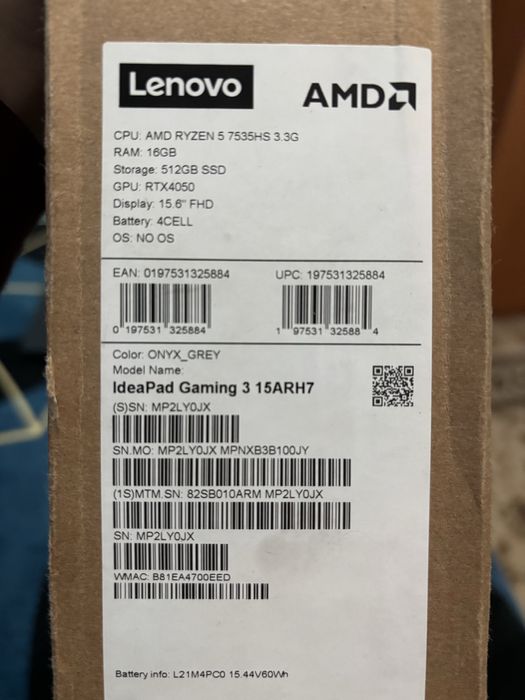 Lenovo
AMD
CPU: AMD RYZEN 5 7535HS 3.3G
RAM: 16GB
Storage: 512GB SSD
GPU: RTX4050
Display: 15.6" FHD
Battery: 4CELL
OS: NO OS
EAN: 0197531325884 UPC: 197531325884
0 197531 325884 1 97531 32588 4
Color: ONYX_GREY
Model Name:
IdeaPad Gaming 3 15ARH7
(S)SN: MP2LY0JX
SN.MO: MP2LY0JX MPNXB3B100JY
(1S)MTM.SN: 82SB010ARM MP2LY0JX
SN: MP2LY0JX
WMAC: B81EA4700EED
Battery info: L21M4PC0 15.44V60Wh